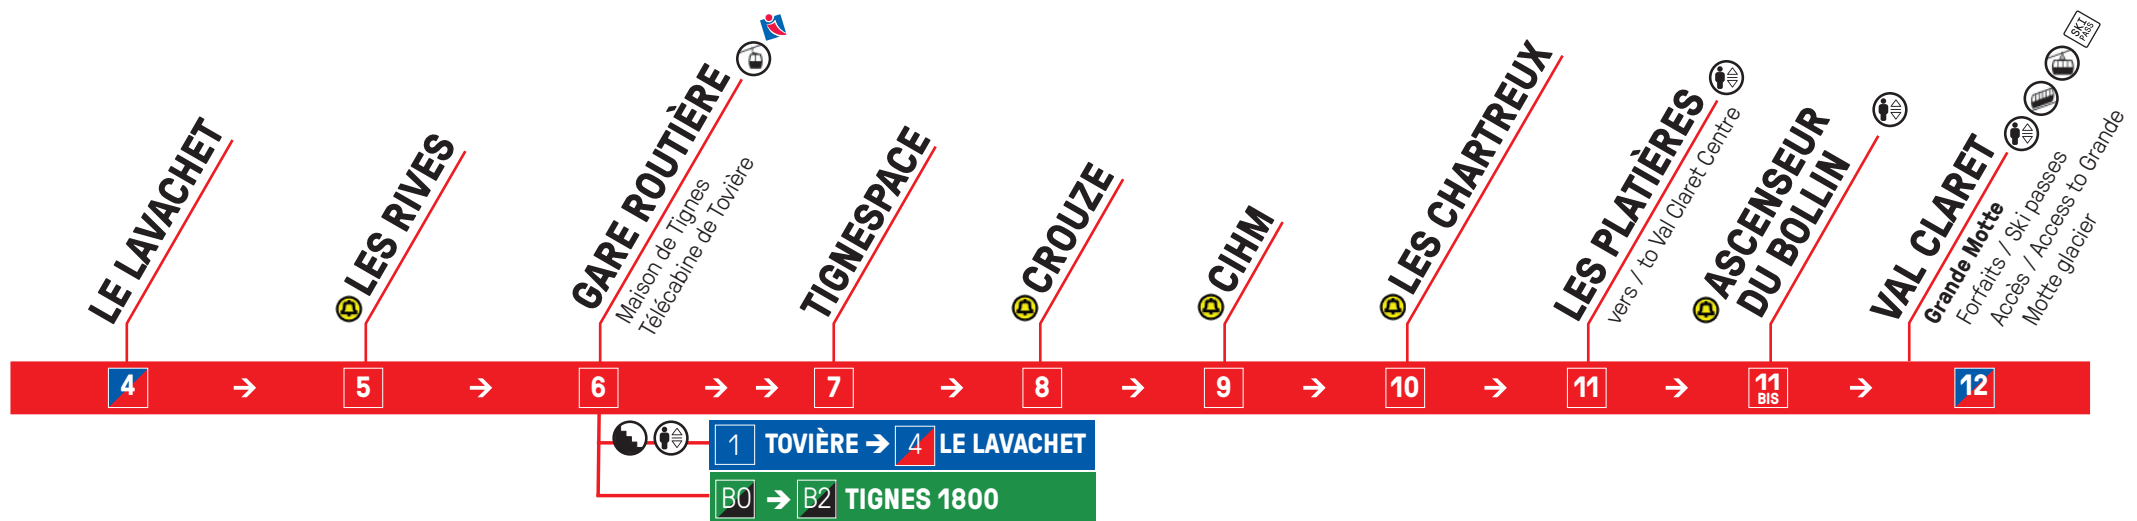 LE LAVACHET
LES RIVES
GARE ROUTIÈRE
Maison de Tignes
Télécabine de Tovière
TIGNESPACE
CROUZE
CIHM
LES CHARTREUX
LES PLATIÈRES
vers / to Val Claret Centre
ASCENSEUR
DU BOLLIN
VAL CLARET
Grande Motte
Forfaits / Ski passes
Accès / Access to Grande
Motte glacier
SKI
PASS
4 → 5 → 6 → → 7 → 8 → 9 → 10 → 11 → 11 BIS → 12
1 TOVIÈRE → 4 LE LAVACHET
B0 → B2 TIGNES 1800